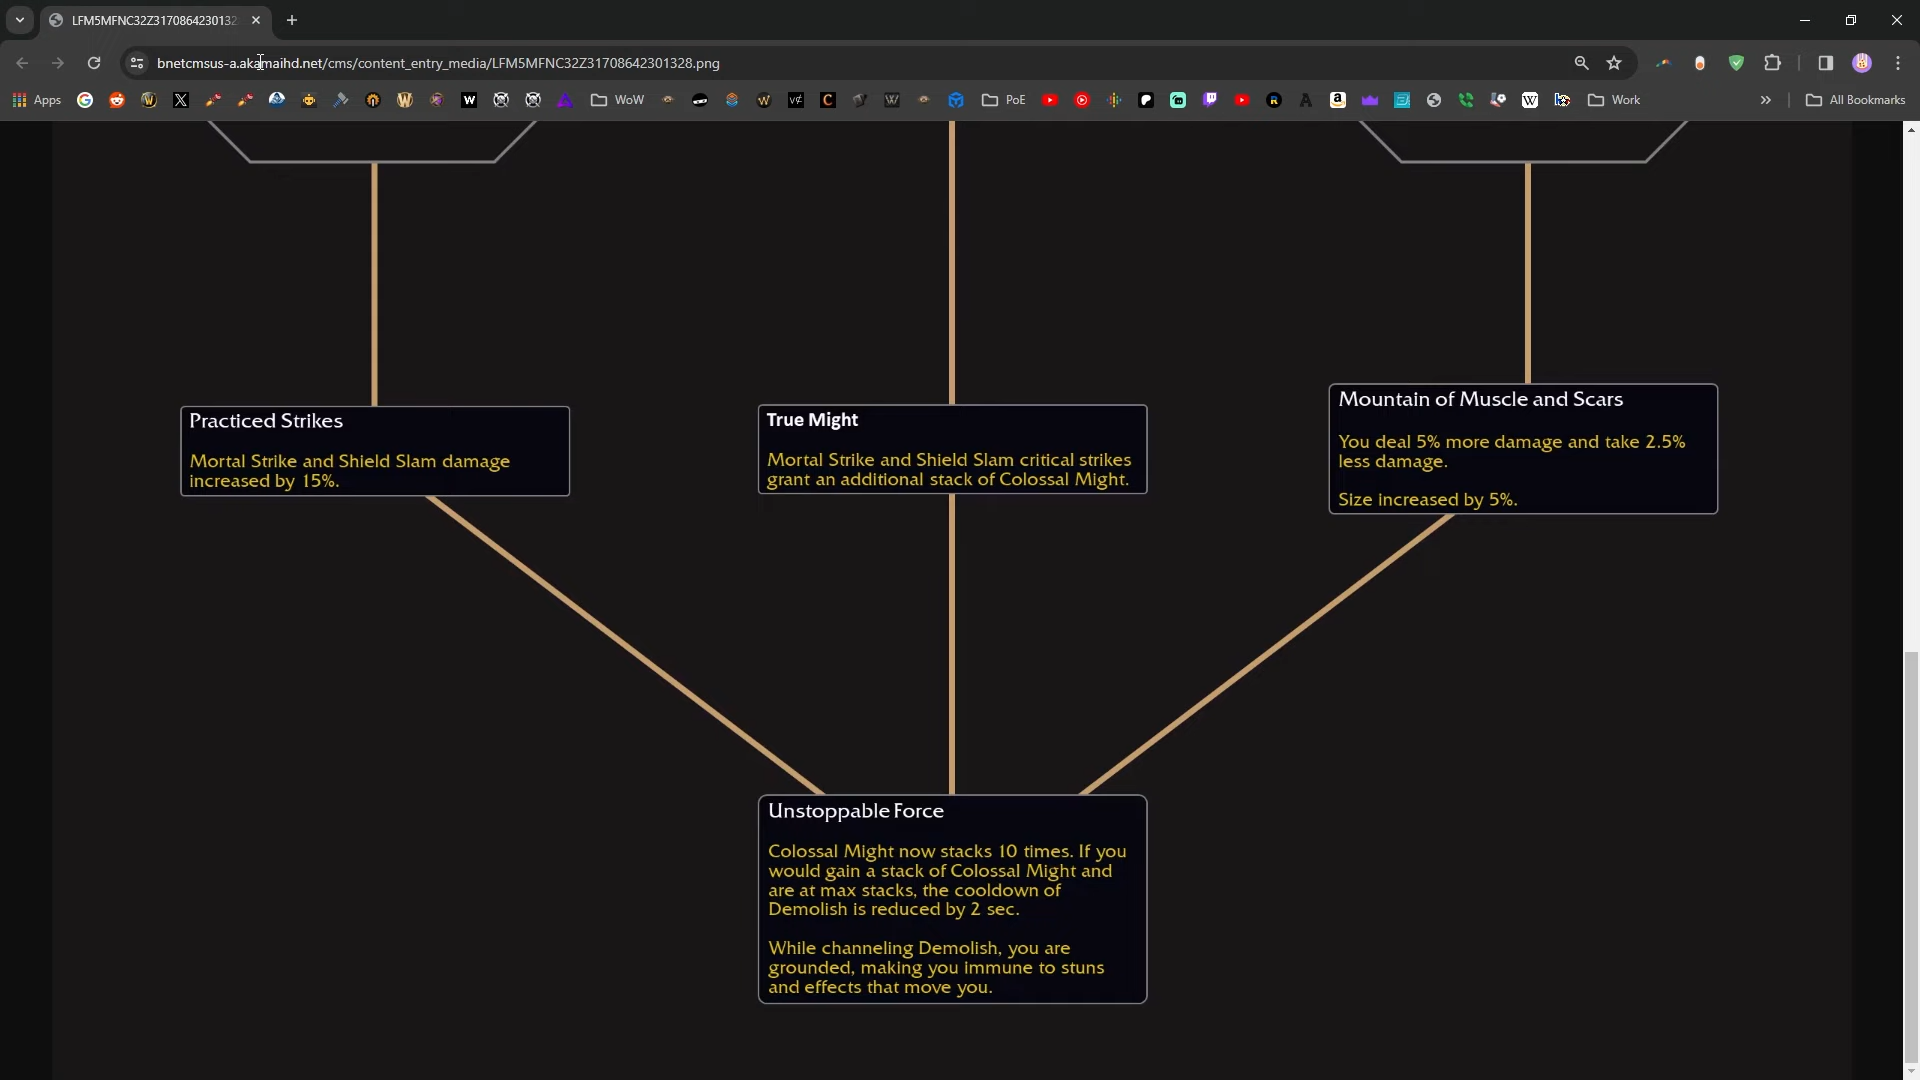 LFM5MFNC32Z3170864230132
bnetcmsus-a.akamaihd.net/cms/content_entry_media/LFM5MFNC32Z31708642301328.png
Apps
WoW
PoE
Work
All Bookmarks
Practiced Strikes
Mortal Strike and Shield Slam damage
increased by 15%.
True Might
Mortal Strike and Shield Slam critical strikes
grant an additional stack of Colossal Might.
Mountain of Muscle and Scars
You deal 5% more damage and take 2.5%
less damage.
Size increased by 5%.
Unstoppable Force
Colossal Might now stacks 10 times. If you
would gain a stack of Colossal Might and
are at max stacks, the cooldown of
Demolish is reduced by 2 sec.
While channeling Demolish, you are
grounded, making you immune to stuns
and effects that move you.